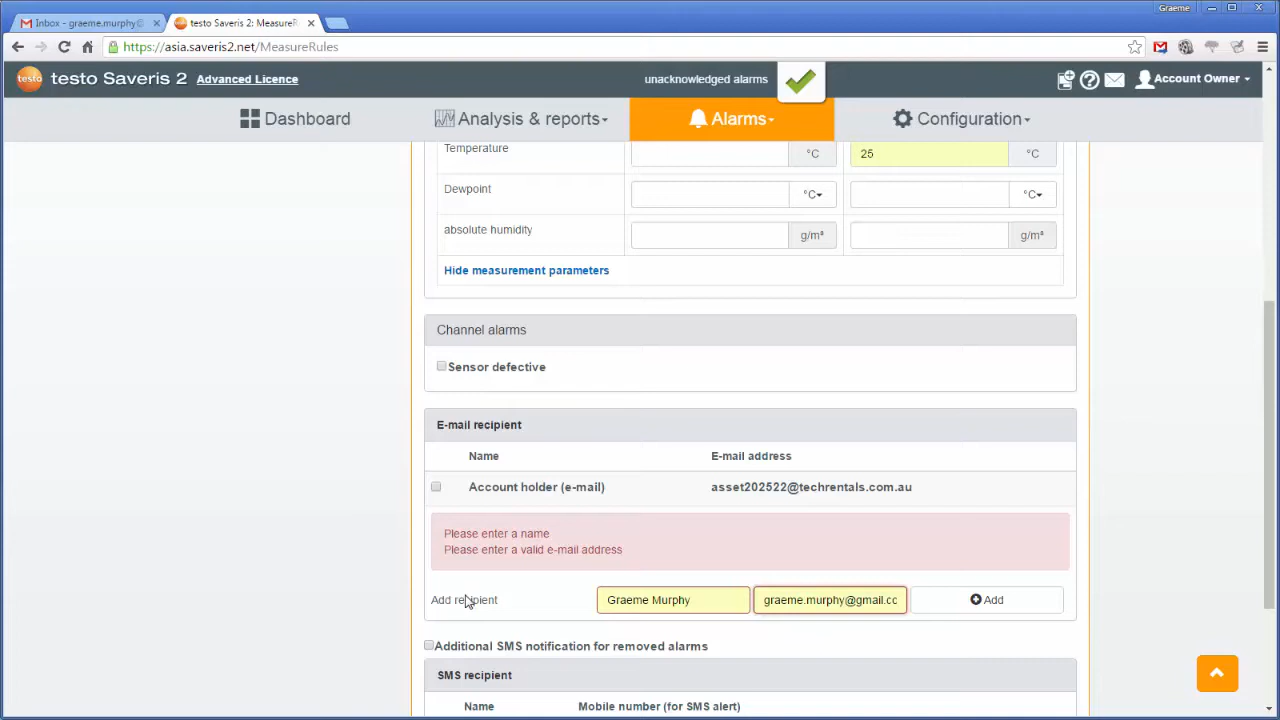 Graeme
Inbox - graeme.murphy@
testo Saveris 2: MeasureR
https://asia.saveris2.net/MeasureRules
testo
testo Saveris 2 Advanced Licence
unacknowledged alarms
Account Owner
Dashboard
Analysis & reports
Alarms
Configuration
Temperature °C 25 °C
Dewpoint °C °C
absolute humidity g/m³ g/m³
Hide measurement parameters
Channel alarms
Sensor defective
E-mail recipient
Name E-mail address
Account holder (e-mail) asset202522@techrentals.com.au
Please enter a name
Please enter a valid e-mail address
Add recipient Graeme Murphy graeme.murphy@gmail.cc Add
Additional SMS notification for removed alarms
SMS recipient
Name Mobile number (for SMS alert)